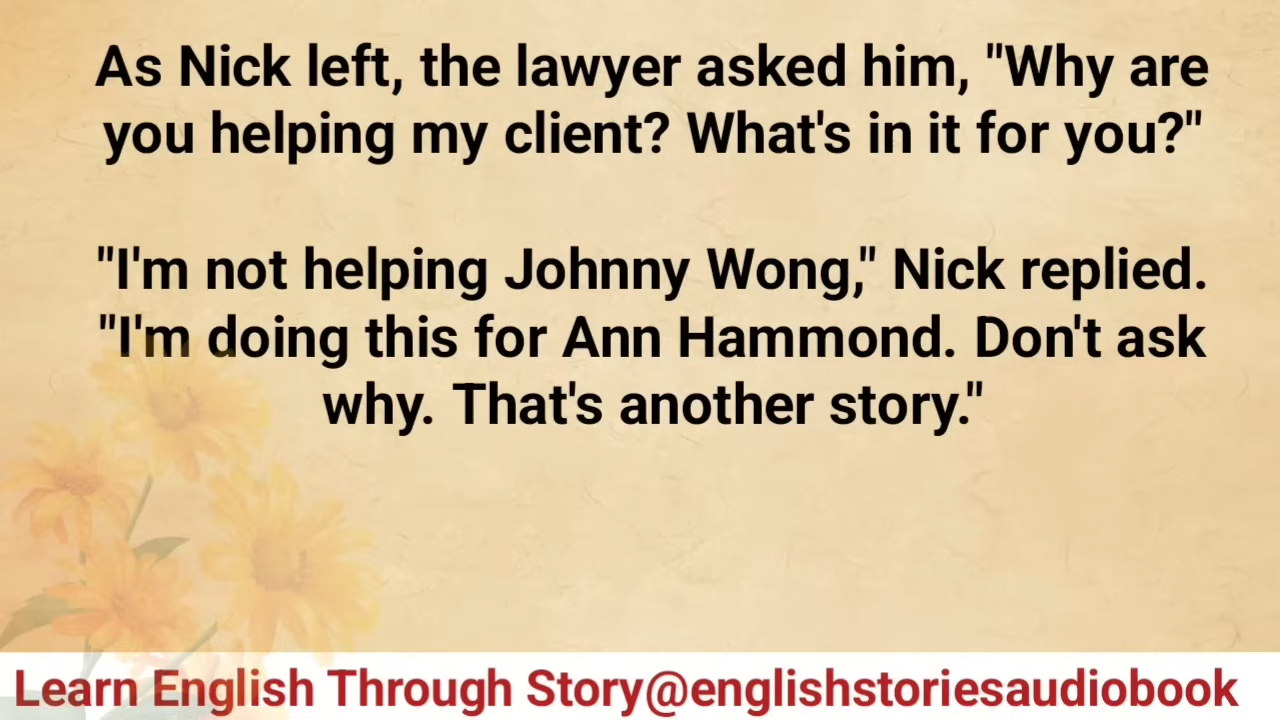 As Nick left, the lawyer asked him, "Why are
you helping my client? What's in it for you?"
"I'm not helping Johnny Wong," Nick replied.
"I'm doing this for Ann Hammond. Don't ask
why. That's another story."
Learn English Through Story@englishstoriesaudiobook